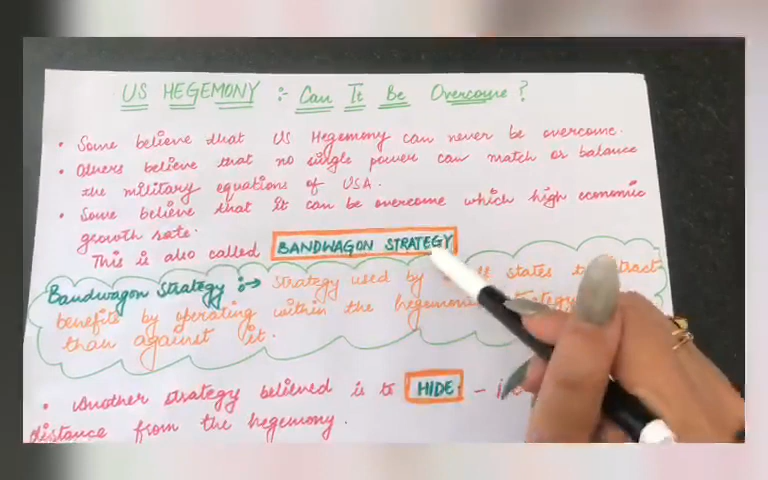 US HEGEMONY :- Can It Be Overcome ?
• Some believe that US Hegemony can never be overcome.
• Others believe that no single power can match or balance
the military equations of USA.
• Some believe that it can be overcome which high economic
growth rate.
This is also called BANDWAGON STRATEGY
Bandwagon Strategy :→ strategy used by states
benefits by operating within the hegemonic
than against it.
• Another strategy believed is to HIDE -
distance from the hegemony.